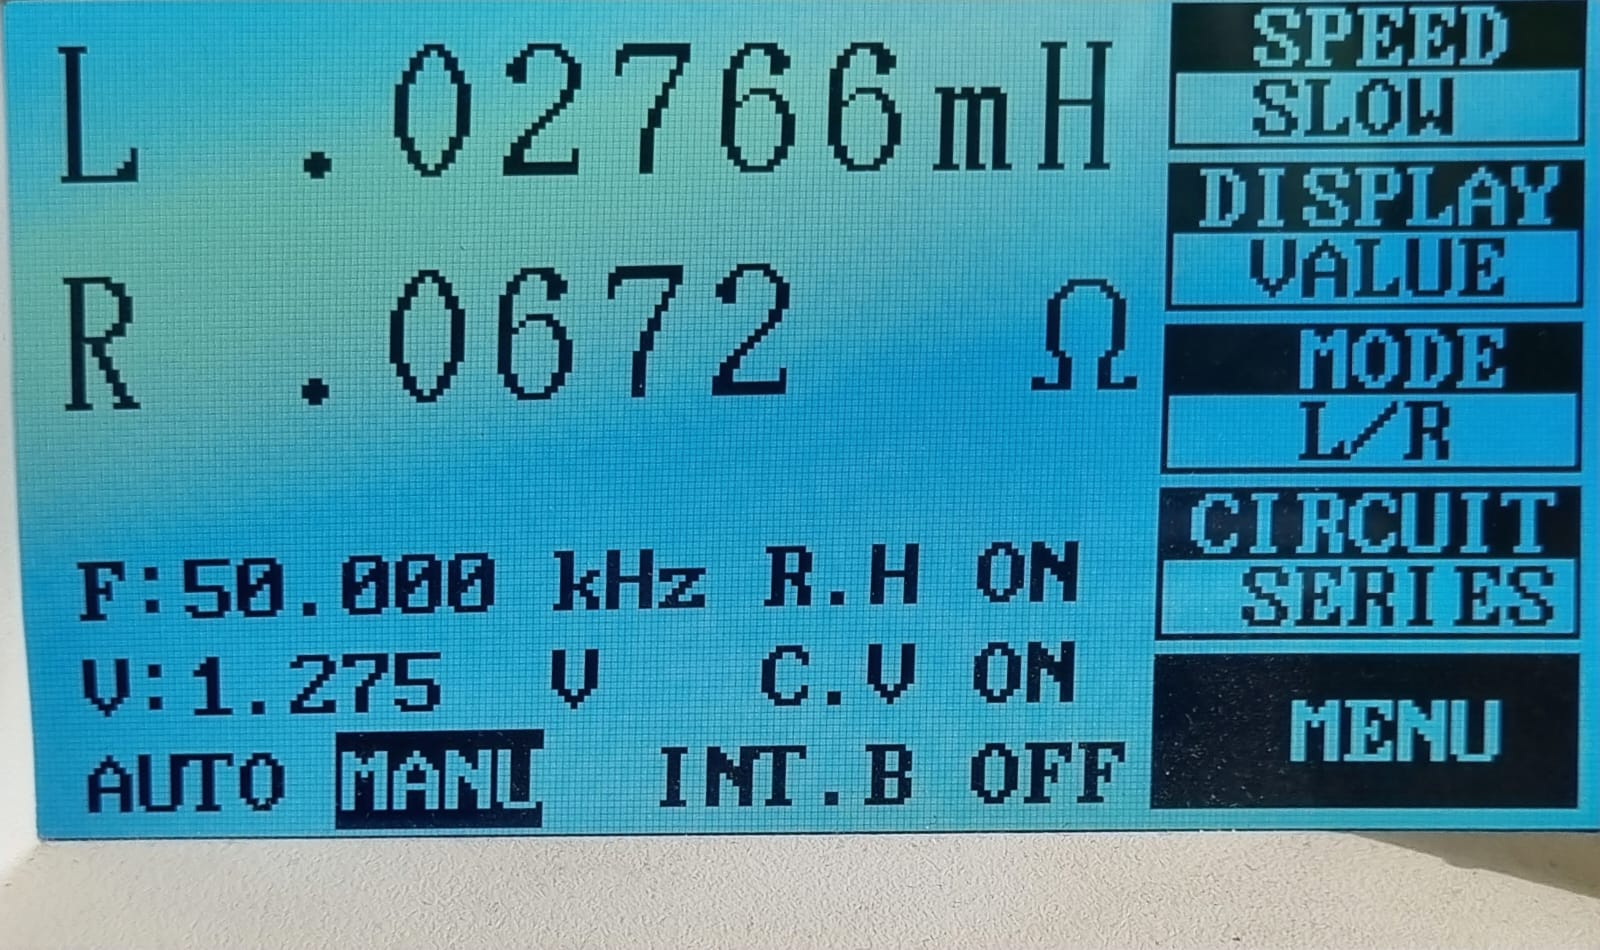 L .02766mH
R .0672 Ω
F:50.000 kHz R.H ON
V:1.275 V C.V ON
AUTO MANU INT.B OFF
SPEED
SLOW
DISPLAY
VALUE
MODE
L/R
CIRCUIT
SERIES
MENU